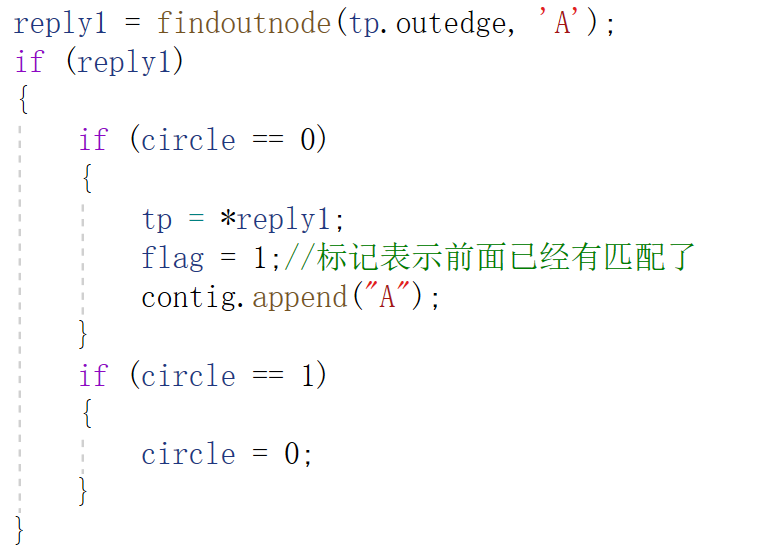 reply1 = findoutnode(tp.outedge, 'A');
if (reply1)
{
if (circle == 0)
{
tp = *reply1;
flag = 1;//标记表示前面已经有匹配了
contig.append("A");
}
if (circle == 1)
{
circle = 0;
}
}